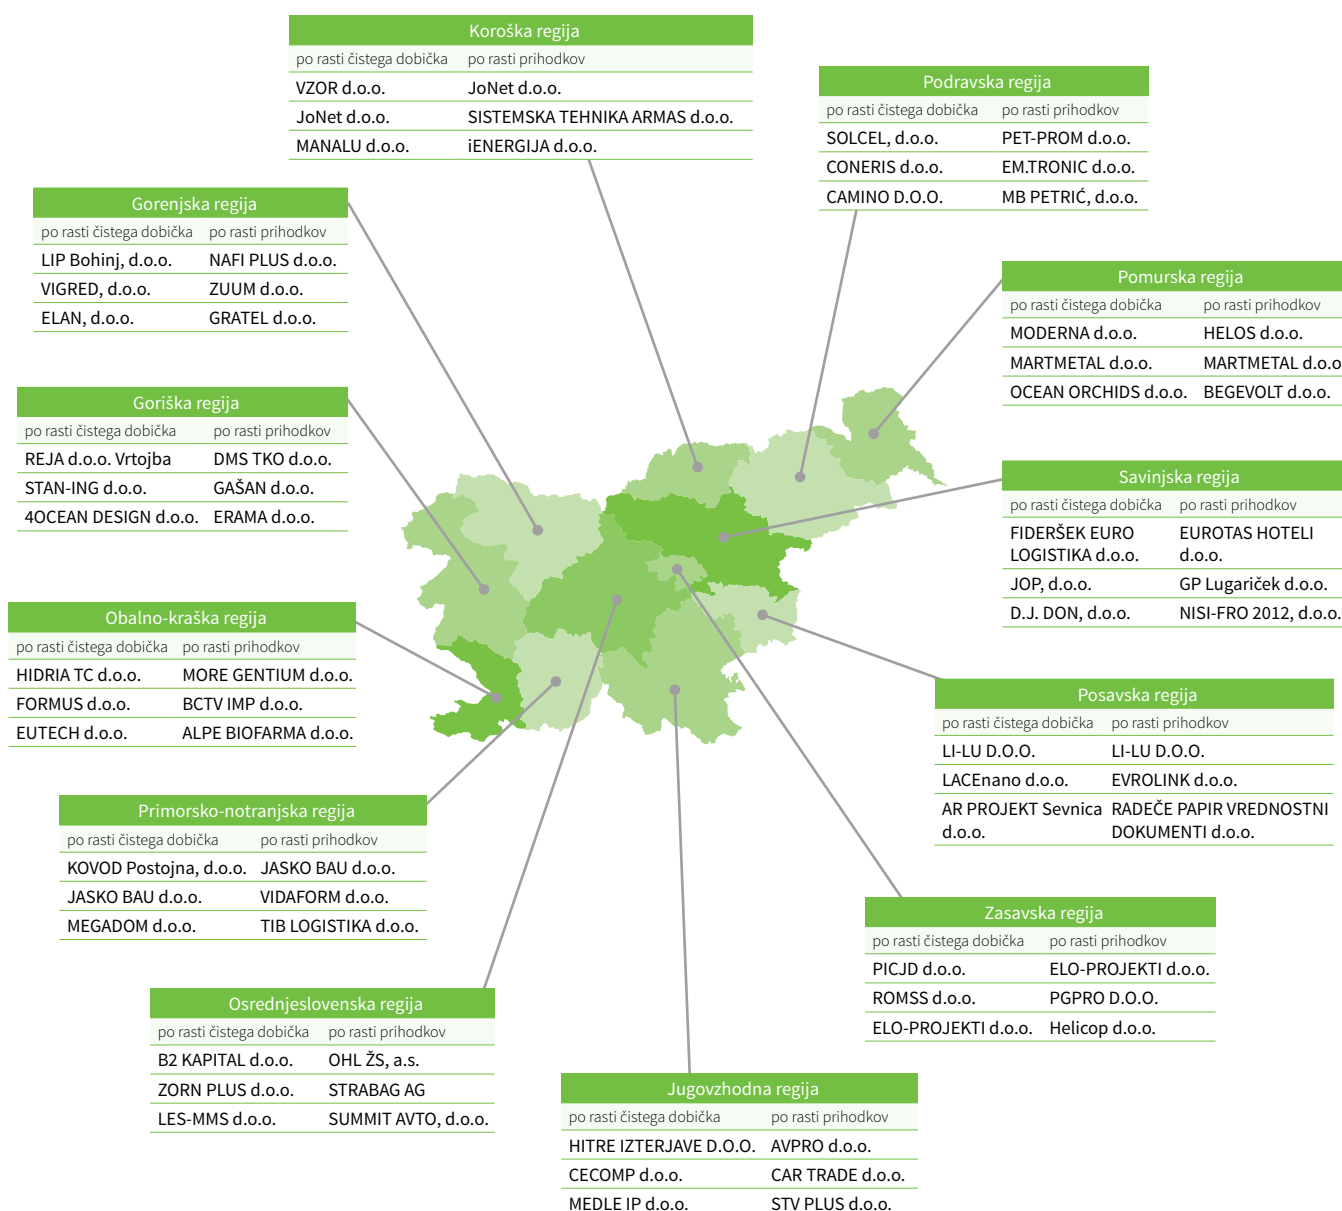 Koroška regija
po rasti čistega dobička po rasti prihodkov
VZOR d.o.o. JoNet d.o.o.
JoNet d.o.o. SISTEMSKA TEHNIKA ARMAS d.o.o.
MANALU d.o.o. iENERGIJA d.o.o.
Podravska regija
po rasti čistega dobička po rasti prihodkov
SOLCEL, d.o.o. PET-PROM d.o.o.
CONERIS d.o.o. EM.TRONIC d.o.o.
CAMINO D.O.O. MB PETRIĆ, d.o.o.
Gorenjska regija
po rasti čistega dobička po rasti prihodkov
LIP Bohinj, d.o.o. NAFI PLUS d.o.o.
VIGRED, d.o.o. ZUUM d.o.o.
ELAN, d.o.o. GRATEL d.o.o.
Pomurska regija
po rasti čistega dobička po rasti prihodkov
MODERNA d.o.o. HELOS d.o.o.
MARTMETAL d.o.o. MARTMETAL d.o.o
OCEAN ORCHIDS d.o.o. BEGEVOLT d.o.o.
Goriška regija
po rasti čistega dobička po rasti prihodkov
REJA d.o.o. Vrtojba DMS TKO d.o.o.
STAN-ING d.o.o. GAŠAN d.o.o.
4OCEAN DESIGN d.o.o. ERAMA d.o.o.
Savinjska regija
po rasti čistega dobička po rasti prihodkov
FIDERŠEK EURO EUROTAS HOTELI
LOGISTIKA d.o.o. d.o.o.
JOP, d.o.o. GP Lugariček d.o.o.
D.J. DON, d.o.o. NISI-FRO 2012, d.o.o.
Obalno-kraška regija
po rasti čistega dobička po rasti prihodkov
HIDRIA TC d.o.o. MORE GENTIUM d.o.o.
FORMUS d.o.o. BCTV IMP d.o.o.
EUTECH d.o.o. ALPE BIOFARMA d.o.o.
Posavska regija
po rasti čistega dobička po rasti prihodkov
LI-LU D.O.O. LI-LU D.O.O.
LACEnano d.o.o. EVROLINK d.o.o.
AR PROJEKT Sevnica RADEČE PAPIR VREDNOSTNI
d.o.o. DOKUMENTI d.o.o.
Primorsko-notranjska regija
po rasti čistega dobička po rasti prihodkov
KOVOD Postojna, d.o.o. JASKO BAU d.o.o.
JASKO BAU d.o.o. VIDAFORM d.o.o.
MEGADOM d.o.o. TIB LOGISTIKA d.o.o.
Zasavska regija
po rasti čistega dobička po rasti prihodkov
PICJD d.o.o. ELO-PROJEKTI d.o.o.
ROMSS d.o.o. PGPRO D.O.O.
ELO-PROJEKTI d.o.o. Helicop d.o.o.
Osrednjeslovenska regija
po rasti čistega dobička po rasti prihodkov
B2 KAPITAL d.o.o. OHL ŽS, a.s.
ZORN PLUS d.o.o. STRABAG AG
LES-MMS d.o.o. SUMMIT AVTO, d.o.o.
Jugovzhodna regija
po rasti čistega dobička po rasti prihodkov
HITRE IZTERJAVE D.O.O. AVPRO d.o.o.
CECOMP d.o.o. CAR TRADE d.o.o.
MEDLE IP d.o.o. STV PLUS d.o.o.